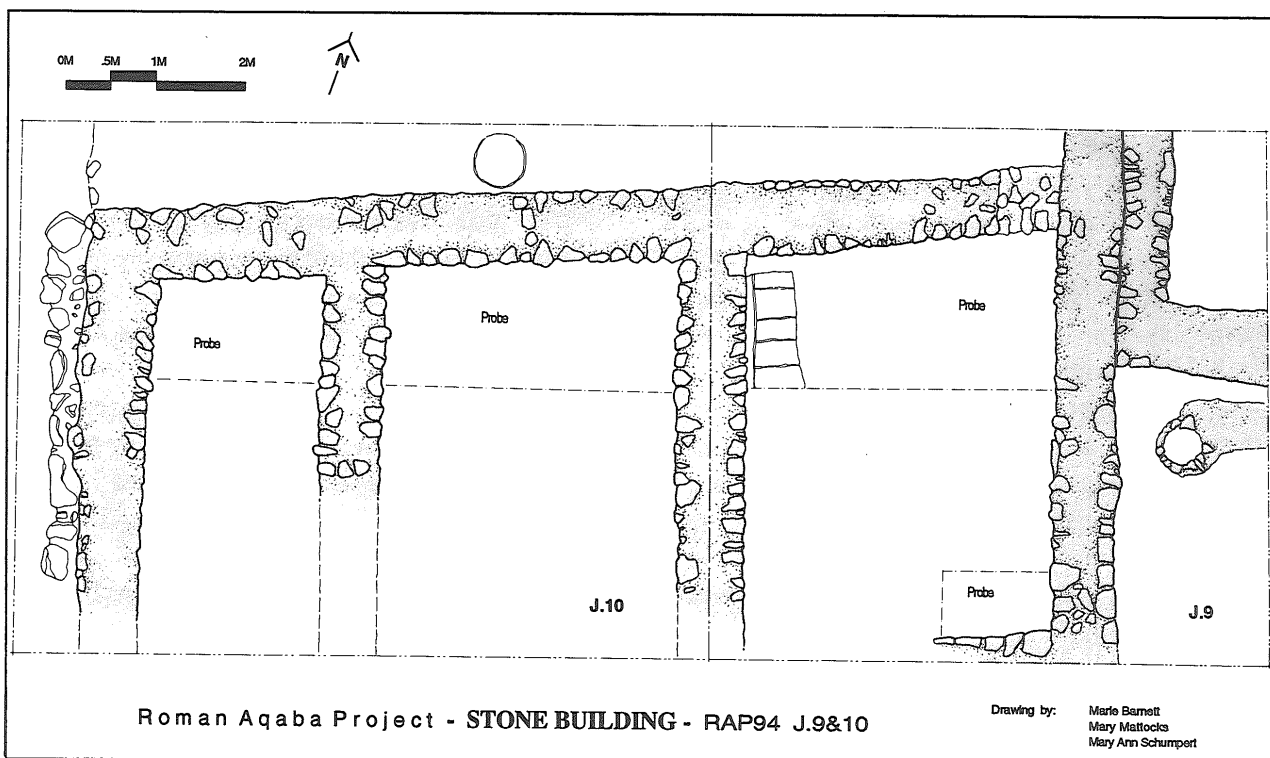 0M .5M 1M 2M
N
Probe
Probe
Probe
J.10
Probe
J.9
Roman Aqaba Project - STONE BUILDING - RAP94 J.9&10
Drawing by: Marie Barnett
Mary Mattocks
Mary Ann Schumpert